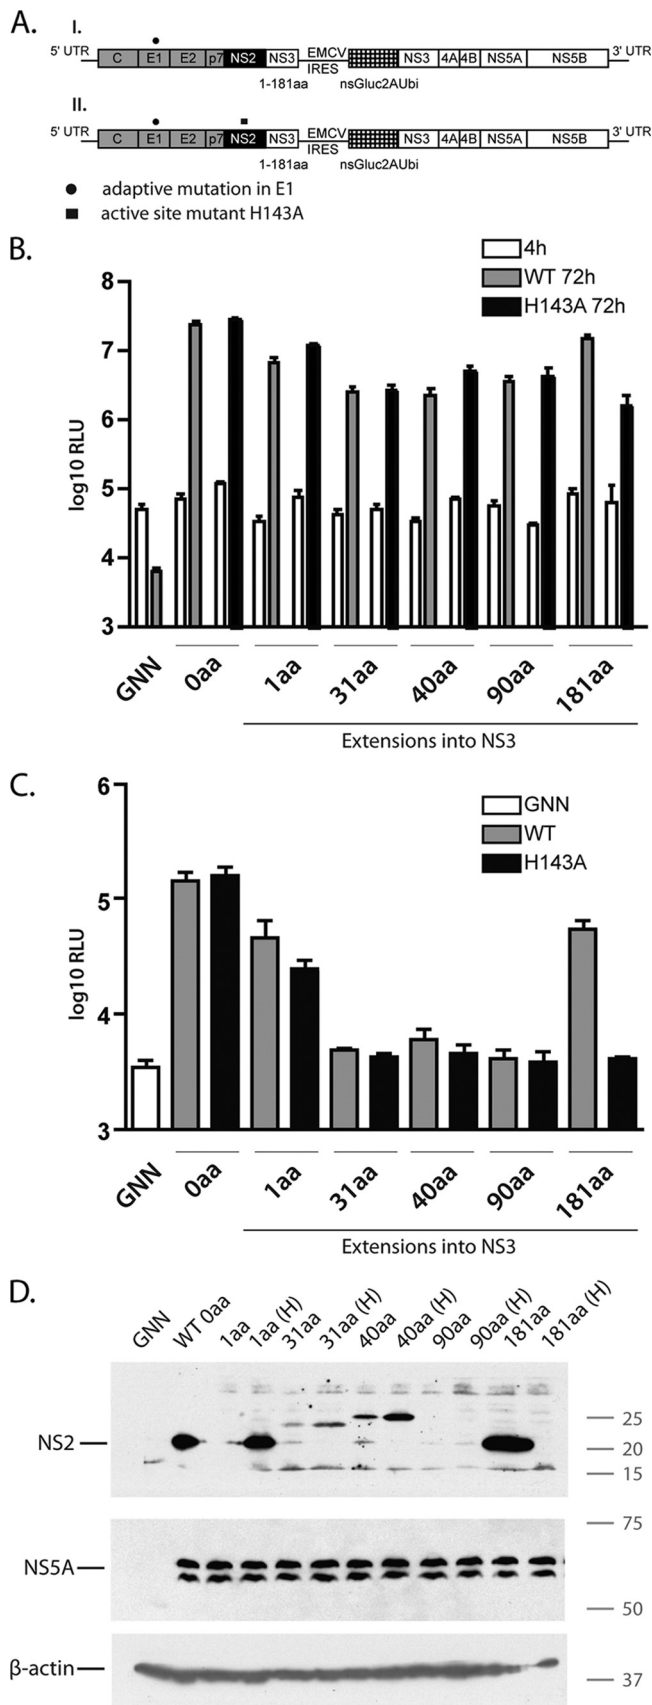 A.
I.
5' UTR C E1 E2 p7 NS2 NS3 EMCV IRES NS3 4A 4B NS5A NS5B 3' UTR
1-181aa nsGluc2AUbi
II.
5' UTR C E1 E2 p7 NS2 NS3 EMCV IRES NS3 4A 4B NS5A NS5B 3' UTR
1-181aa nsGluc2AUbi
● adaptive mutation in E1
■ active site mutant H143A
B.
4h
WT 72h
H143A 72h
8
7
6
5
4
3
log10 RLU
GNN 0aa 1aa 31aa 40aa 90aa 181aa
Extensions into NS3
C.
GNN
WT
H143A
6
5
4
3
log10 RLU
GNN 0aa 1aa 31aa 40aa 90aa 181aa
Extensions into NS3
D.
GNN WT 0aa 1aa 1aa (H) 31aa 31aa (H) 40aa 40aa (H) 90aa 90aa (H) 181aa 181aa (H)
NS2
25
20
15
NS5A
75
50
β-actin
37